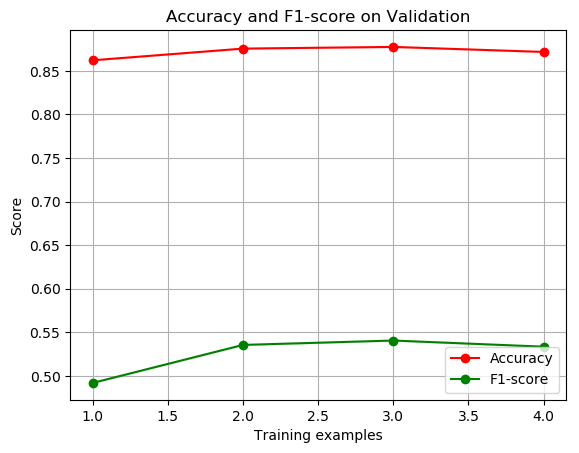 Accuracy and F1-score on Validation
0.85
0.80
0.75
0.70
0.65
0.60
0.55
0.50
Score
1.0 1.5 2.0 2.5 3.0 3.5 4.0
Training examples
Accuracy
F1-score